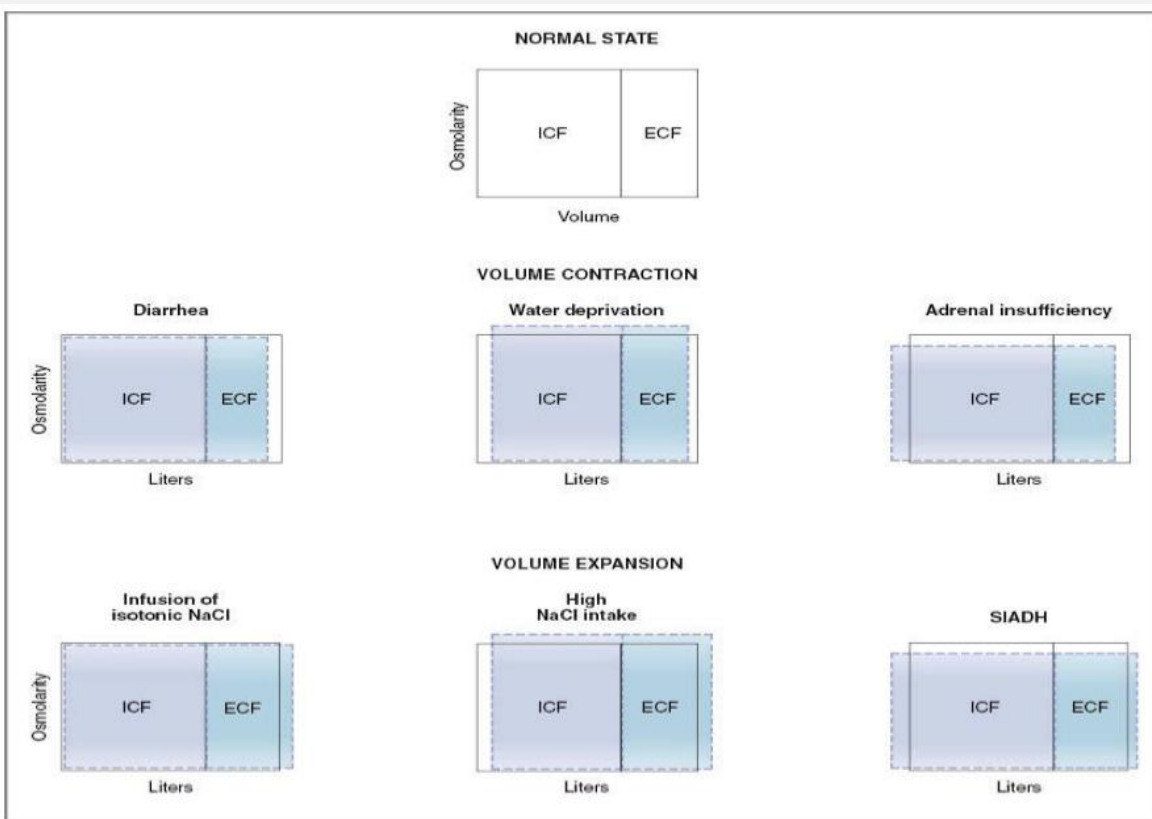 NORMAL STATE
Osmolarity
ICF
ECF
Volume
VOLUME CONTRACTION
Diarrhea
Water deprivation
Adrenal insufficiency
Osmolarity
ICF
ECF
ICF
ECF
ICF
ECF
Liters
Liters
Liters
VOLUME EXPANSION
Infusion of
isotonic NaCl
High
NaCl intake
SIADH
Osmolarity
ICF
ECF
ICF
ECF
ICF
ECF
Liters
Liters
Liters